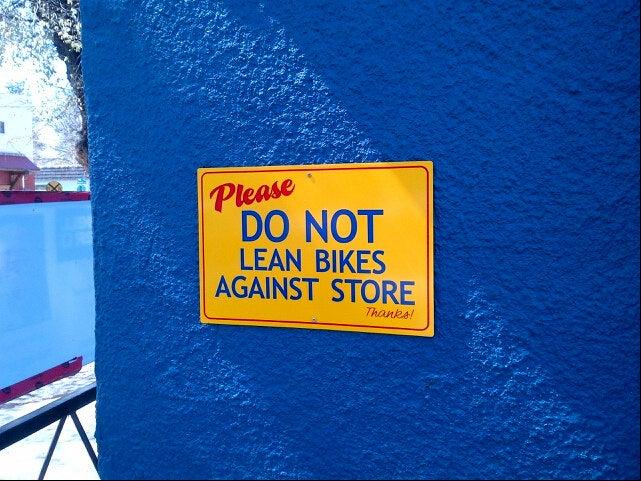 Please
DO NOT
LEAN BIKES
AGAINST STORE
Thanks!